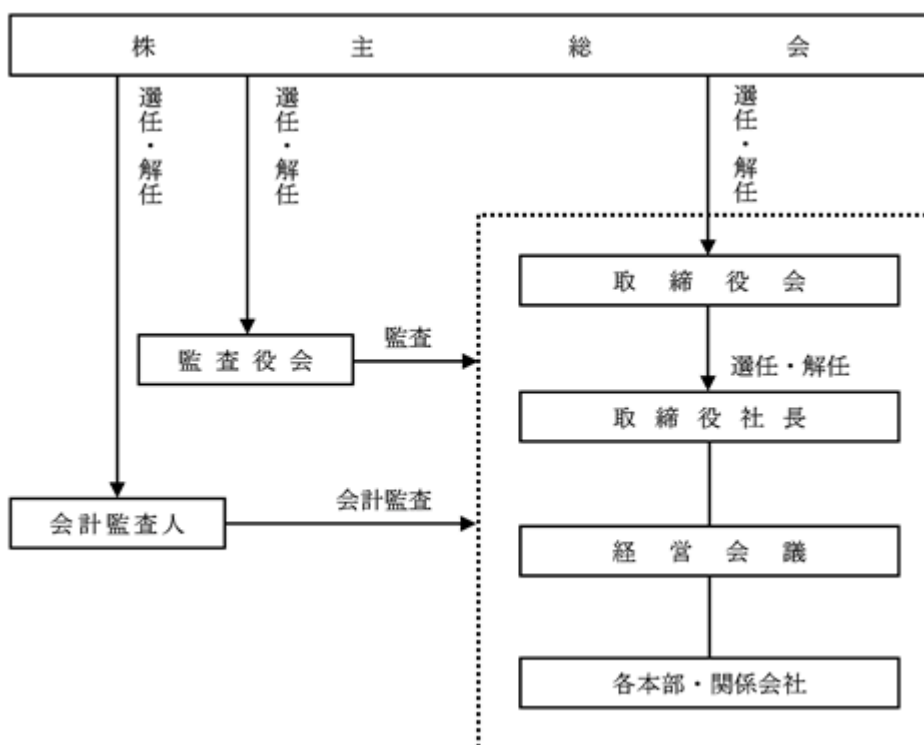 株主総会
選任・解任
選任・解任
選任・解任
取締役会
監査役会
監査
選任・解任
取締役社長
会計監査人
会計監査
経営会議
各本部・関係会社